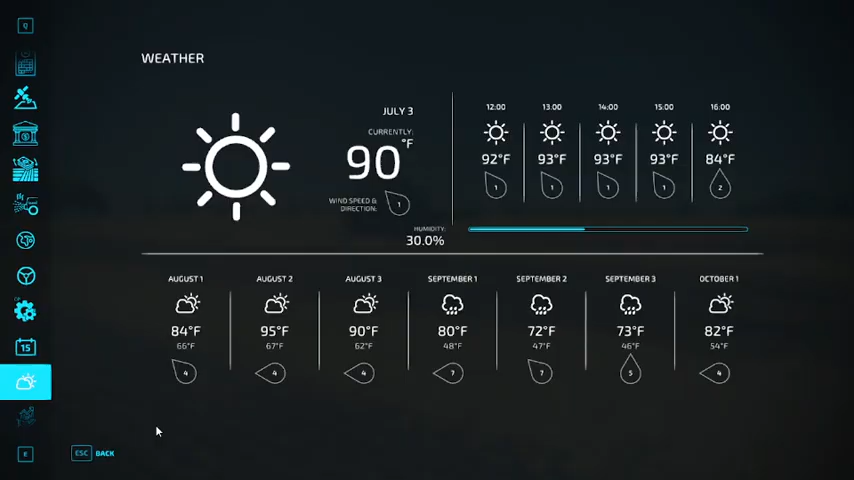 Q
WEATHER
JULY 3
CURRENTLY:
90 °F
WIND SPEED &
DIRECTION:
1
HUMIDITY:
30.0%
12:00 13:00 14:00 15:00 16:00
92°F 93°F 93°F 93°F 84°F
1 1 1 1 2
AUGUST 1 AUGUST 2 AUGUST 3 SEPTEMBER 1 SEPTEMBER 2 SEPTEMBER 3 OCTOBER 1
84°F 95°F 90°F 80°F 72°F 73°F 82°F
66°F 67°F 62°F 48°F 47°F 46°F 54°F
4 4 4 7 7 5 4
15
E
ESC BACK